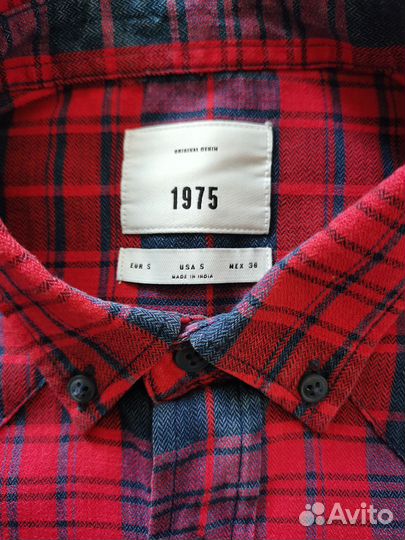 ORIGINAL DENIM
1975
EUR S USA S MEX 36
MADE IN INDIA
Avito